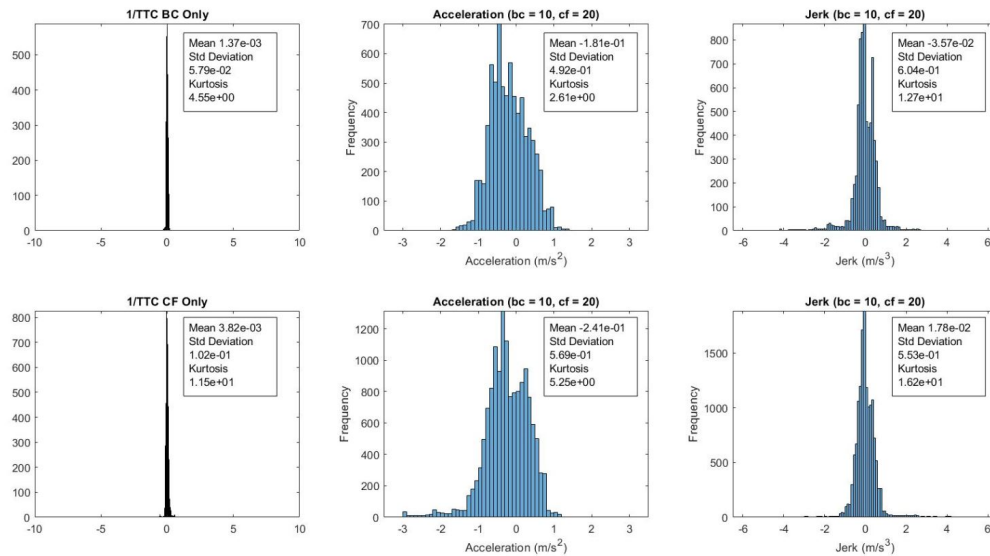 1/TTC BC Only
500
400
300
200
100
0
-10
-5
0
5
10
Mean 1.37e-03
Std Deviation
5.79e-02
Kurtosis
4.55e+00
Acceleration (bc = 10, cf = 20)
Frequency
700
600
500
400
300
200
100
0
-3
-2
-1
0
1
2
3
Acceleration (m/s²)
Mean -1.81e-01
Std Deviation
4.92e-01
Kurtosis
2.61e+00
Jerk (bc = 10, cf = 20)
Frequency
800
700
600
500
400
300
200
100
0
-6
-4
-2
0
2
4
6
Jerk (m/s³)
Mean -3.57e-02
Std Deviation
6.04e-01
Kurtosis
1.27e+01
1/TTC CF Only
800
700
600
500
400
300
200
100
0
-10
-5
0
5
10
Mean 3.82e-03
Std Deviation
1.02e-01
Kurtosis
1.15e+01
Acceleration (bc = 10, cf = 20)
Frequency
1200
1000
800
600
400
200
0
-3
-2
-1
0
1
2
3
Acceleration (m/s²)
Mean -2.41e-01
Std Deviation
5.69e-01
Kurtosis
5.25e+00
Jerk (bc = 10, cf = 20)
Frequency
1500
1000
500
0
-6
-4
-2
0
2
4
6
Jerk (m/s³)
Mean 1.78e-02
Std Deviation
5.53e-01
Kurtosis
1.62e+01